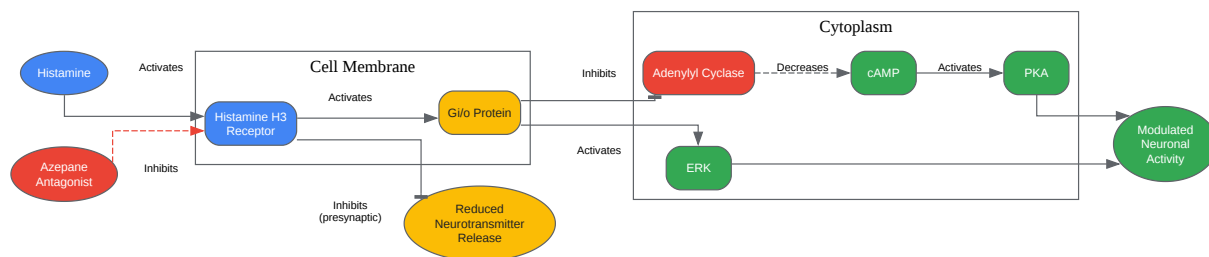 Cytoplasm
Histamine
Activates
Cell Membrane
Inhibits
Adenylyl Cyclase
Decreases
cAMP
Activates
PKA
Activates
Histamine H3
Receptor
Gi/o Protein
Modulated
Neuronal
Activity
Azepane
Antagonist
Inhibits
Activates
ERK
Inhibits
(presynaptic)
Reduced
Neurotransmitter
Release